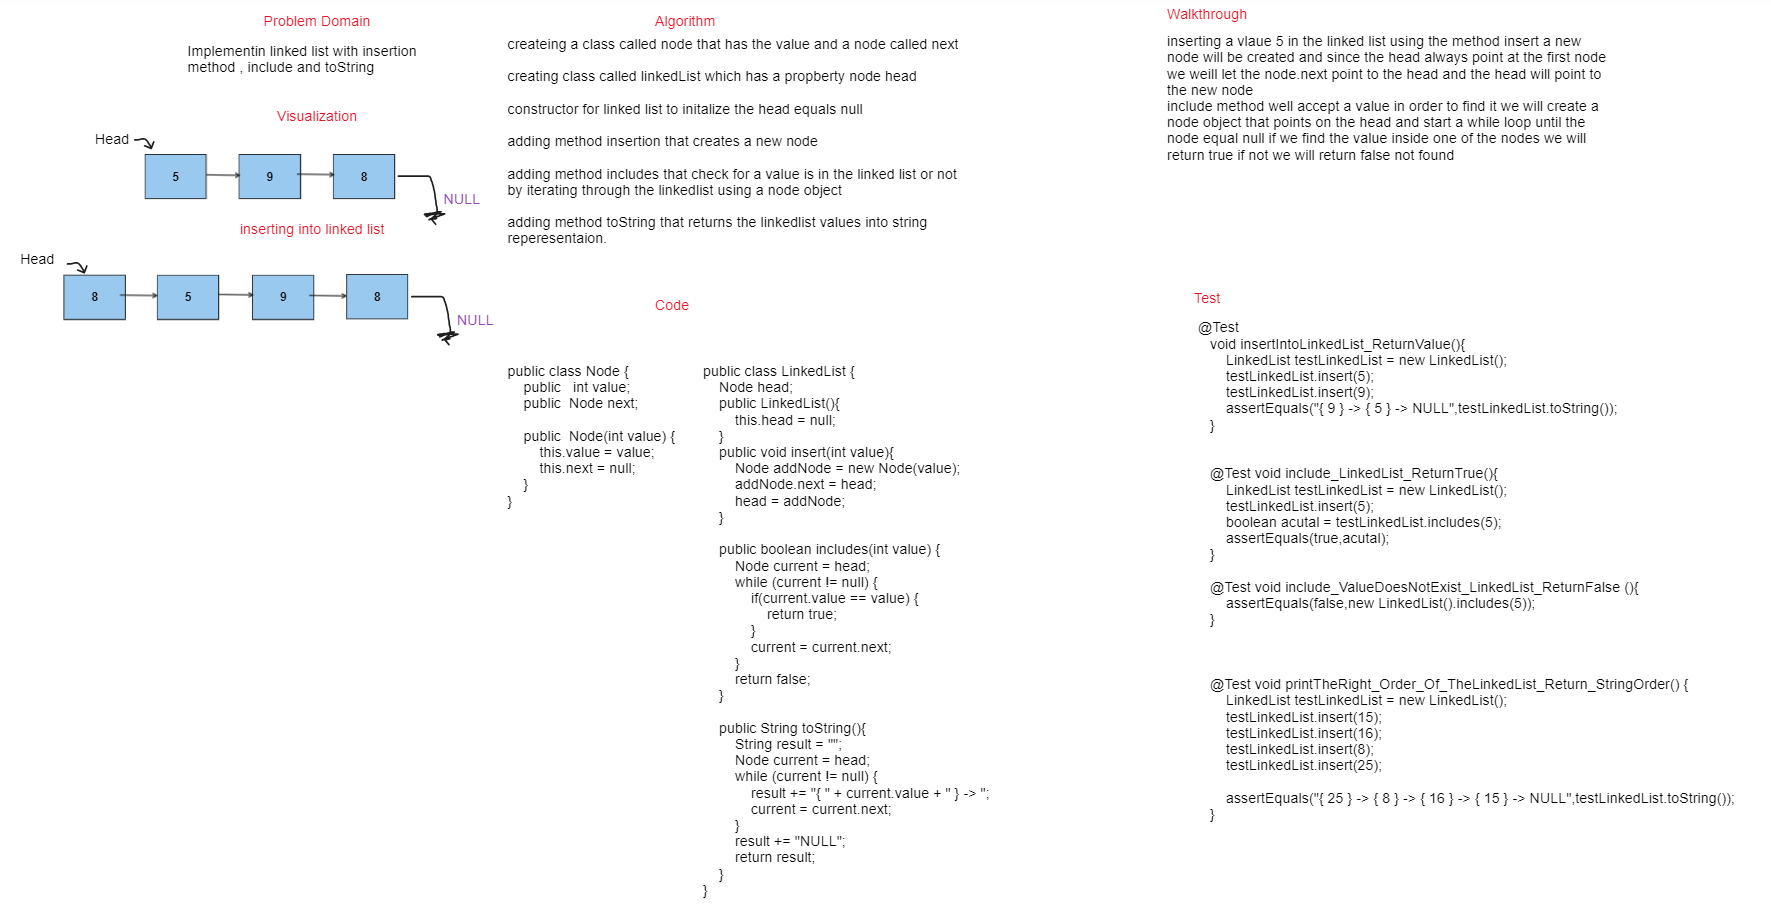 Problem Domain
Implementin linked list with insertion
method , include and toString
Visualization
Head
5
9
8
NULL
inserting into linked list
Head
8
5
9
8
NULL
Algorithm
createing a class called node that has the value and a node called next
creating class called linkedList which has a propberty node head
constructor for linked list to initalize the head equals null
adding method insertion that creates a new node
adding method includes that check for a value is in the linked list or not
by iterating through the linkedlist using a node object
adding method toString that returns the linkedlist values into string
reperesentaion.
Code
public class Node {
public   int value;
public  Node next;
public  Node(int value) {
this.value = value;
this.next = null;
}
}
public class LinkedList {
Node head;
public LinkedList(){
this.head = null;
}
public void insert(int value){
Node addNode = new Node(value);
addNode.next = head;
head = addNode;
}
public boolean includes(int value) {
Node current = head;
while (current != null) {
if(current.value == value) {
return true;
}
current = current.next;
}
return false;
}
public String toString(){
String result = "";
Node current = head;
while (current != null) {
result += "{ " + current.value + " } -> ";
current = current.next;
}
result += "NULL";
return result;
}
}
Walkthrough
inserting a vlaue 5 in the linked list using the method insert a new
node will be created and since the head always point at the first node
we weill let the node.next point to the head and the head will point to
the new node
include method well accept a value in order to find it we will create a
node object that points on the head and start a while loop until the
node equal null if we find the value inside one of the nodes we will
return true if not we will return false not found
Test
@Test
void insertIntoLinkedList_ReturnValue(){
LinkedList testLinkedList = new LinkedList();
testLinkedList.insert(5);
testLinkedList.insert(9);
assertEquals("{ 9 } -> { 5 } -> NULL",testLinkedList.toString());
}
@Test void include_LinkedList_ReturnTrue(){
LinkedList testLinkedList = new LinkedList();
testLinkedList.insert(5);
boolean acutal = testLinkedList.includes(5);
assertEquals(true,acutal);
}
@Test void include_ValueDoesNotExist_LinkedList_ReturnFalse (){
assertEquals(false,new LinkedList().includes(5));
}
@Test void printTheRight_Order_Of_TheLinkedList_Return_StringOrder() {
LinkedList testLinkedList = new LinkedList();
testLinkedList.insert(15);
testLinkedList.insert(16);
testLinkedList.insert(8);
testLinkedList.insert(25);
assertEquals("{ 25 } -> { 8 } -> { 16 } -> { 15 } -> NULL",testLinkedList.toString());
}